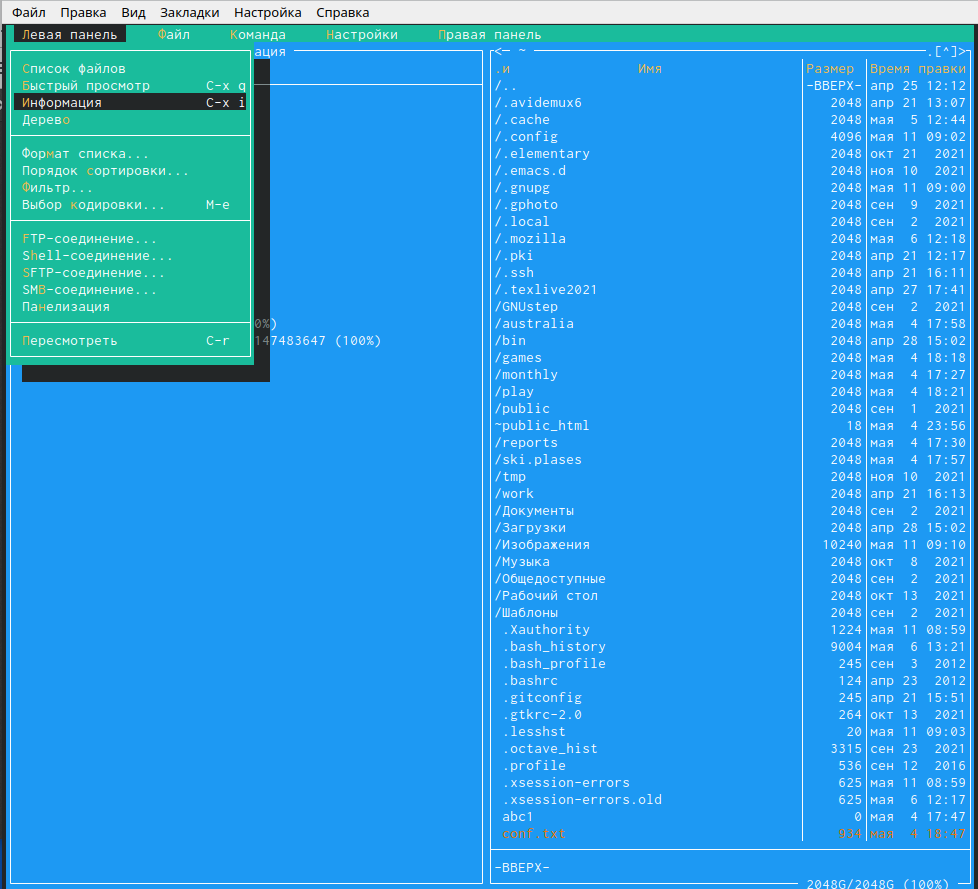 Файл Правка Вид Закладки Настройка Справка
Левая панель Файл Команда Настройки Правая панель
ация
<— ~ .[^]>
Список файлов
Быстрый просмотр C-x q
Информация C-x i
Дерево
Формат списка...
Порядок сортировки...
Фильтр...
Выбор кодировки... M-e
FTP-соединение...
Shell-соединение...
SFTP-соединение...
SMB-соединение...
Панелизация
Пересмотреть C-r
0%)
147483647 (100%)
.и Имя Размер Время правки
/.. -ВВЕРХ- апр 25 12:12
/.avidemux6 2048 апр 21 13:07
/.cache 2048 мая 5 12:44
/.config 4096 мая 11 09:02
/.elementary 2048 окт 21 2021
/.emacs.d 2048 ноя 10 2021
/.gnupg 2048 мая 11 09:00
/.gphoto 2048 сен 9 2021
/.local 2048 сен 2 2021
/.mozilla 2048 мая 6 12:18
/.pki 2048 апр 21 12:17
/.ssh 2048 апр 21 16:11
/.texlive2021 2048 апр 27 17:41
/GNUstep 2048 сен 2 2021
/australia 2048 мая 4 17:58
/bin 2048 апр 28 15:02
/games 2048 мая 4 18:18
/monthly 2048 мая 4 17:27
/play 2048 мая 4 18:21
/public 2048 сен 1 2021
~public_html 18 мая 4 23:56
/reports 2048 мая 4 17:30
/ski.plases 2048 мая 4 17:57
/tmp 2048 ноя 10 2021
/work 2048 апр 21 16:13
/Документы 2048 сен 2 2021
/Загрузки 2048 апр 28 15:02
/Изображения 10240 мая 11 09:10
/Музыка 2048 окт 8 2021
/Общедоступные 2048 сен 2 2021
/Рабочий стол 2048 окт 13 2021
/Шаблоны 2048 сен 2 2021
.Xauthority 1224 мая 11 08:59
.bash_history 9004 мая 6 13:21
.bash_profile 245 сен 3 2012
.bashrc 124 апр 23 2012
.gitconfig 245 апр 21 15:51
.gtkrc-2.0 264 окт 13 2021
.lesshst 20 мая 11 09:03
.octave_hist 3315 сен 23 2021
.profile 536 сен 12 2016
.xsession-errors 625 мая 11 08:59
.xsession-errors.old 625 мая 6 12:17
abc1 0 мая 4 17:47
conf.txt 934 мая 4 18:47
-ВВЕРХ-
2048G/2048G (100%)